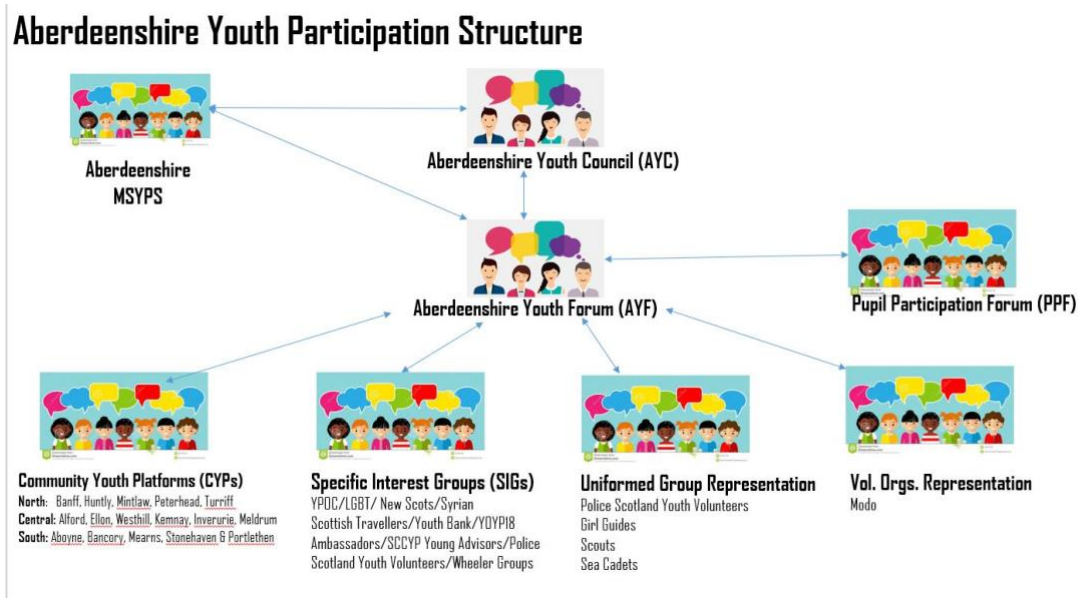 Aberdeenshire Youth Participation Structure
Aberdeenshire
MSYPS
Aberdeenshire Youth Council (AYC)
Aberdeenshire Youth Forum (AYF)
Pupil Participation Forum (PPF)
Community Youth Platforms (CYPs)
North: Banff, Huntly, Mintlaw, Peterhead, Turriff
Central: Alford, Ellon, Westhill, Kemnay, Inverurie, Meldrum
South: Aboyne, Bancory, Mearns, Stonehaven & Portlethen
Specific Interest Groups (SIGs)
YPOC/LGBT/ New Scots/Syrian
Scottish Travellers/Youth Bank/YOYP18
Ambassadors/SCCYP Young Advisors/Police
Scotland Youth Volunteers/Wheeler Groups
Uniformed Group Representation
Police Scotland Youth Volunteers
Girl Guides
Scouts
Sea Cadets
Vol. Orgs. Representation
Modo